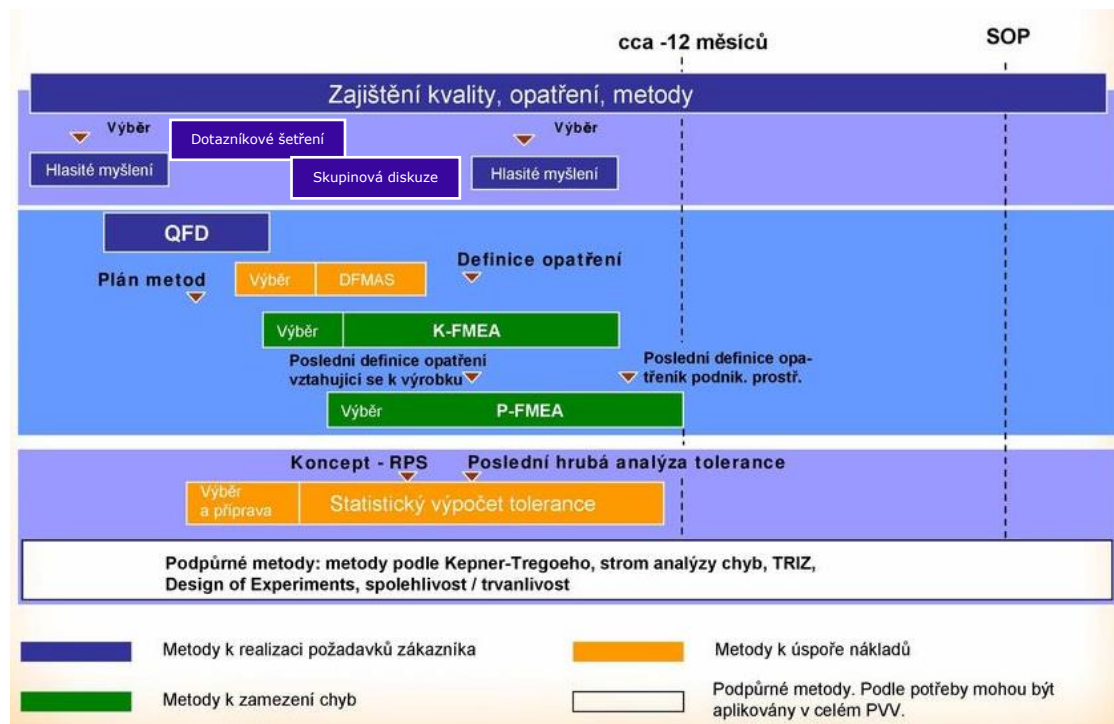 cca -12 měsíců
SOP
Zajištění kvality, opatření, metody
Výběr
Dotazníkové šetření
Výběr
Hlasité myšlení
Skupinová diskuze
Hlasité myšlení
QFD
Definice opatření
Plán metod
Výběr
DFMAS
Výběr
K-FMEA
Poslední definice opatření
vztahující se k výrobku
Poslední definice opa-
třeník podnik. prostř.
Výběr
P-FMEA
Koncept - RPS
Poslední hrubá analýza tolerance
Výběr
a příprava
Statistický výpočet tolerance
Podpůrné metody: metody podle Kepner-Tregoeho, strom analýzy chyb, TRIZ,
Design of Experiments, spolehlivost / trvanlivost
Metody k realizaci požadavků zákazníka
Metody k úspoře nákladů
Metody k zamezení chyb
Podpůrné metody. Podle potřeby mohou být
aplikovány v celém PVV.